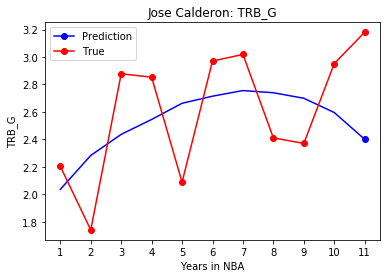 Jose Calderon: TRB_G
Prediction
True
3.2
3.0
2.8
2.6
2.4
2.2
2.0
1.8
TRB_G
1 2 3 4 5 6 7 8 9 10 11
Years in NBA